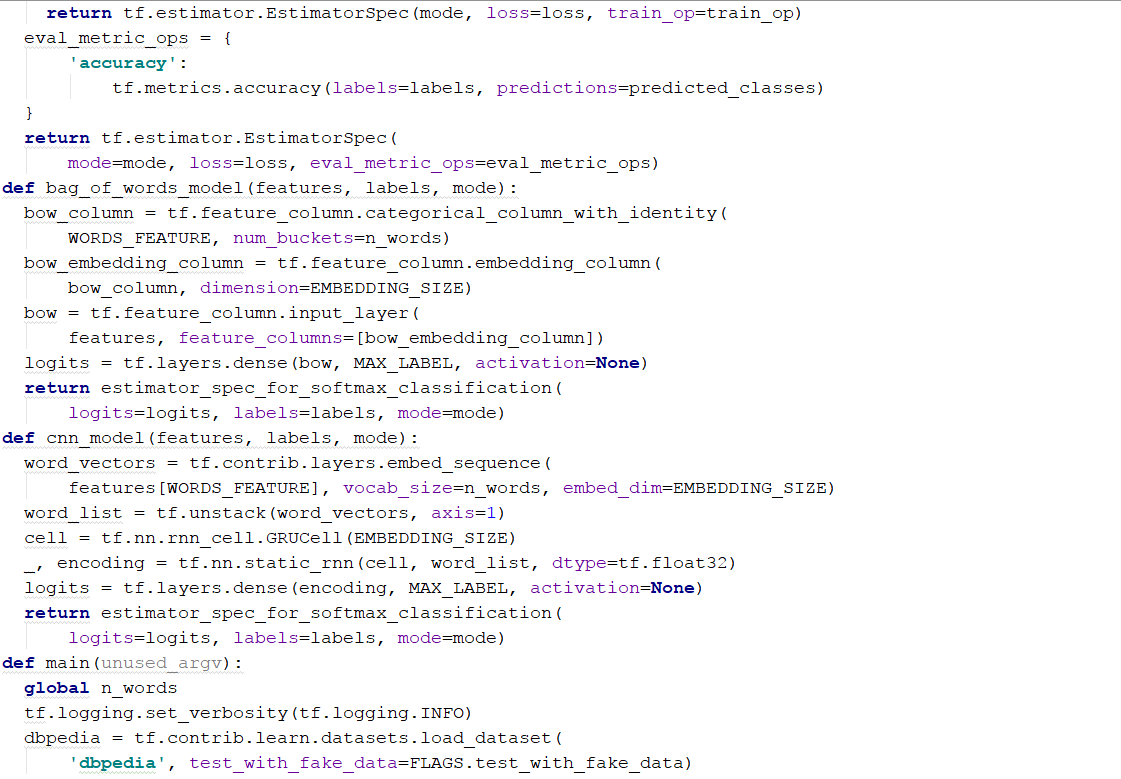 return tf.estimator.EstimatorSpec(mode, loss=loss, train_op=train_op)
eval_metric_ops = {
'accuracy':
tf.metrics.accuracy(labels=labels, predictions=predicted_classes)
}
return tf.estimator.EstimatorSpec(
mode=mode, loss=loss, eval_metric_ops=eval_metric_ops)
def bag_of_words_model(features, labels, mode):
bow_column = tf.feature_column.categorical_column_with_identity(
WORDS_FEATURE, num_buckets=n_words)
bow_embedding_column = tf.feature_column.embedding_column(
bow_column, dimension=EMBEDDING_SIZE)
bow = tf.feature_column.input_layer(
features, feature_columns=[bow_embedding_column])
logits = tf.layers.dense(bow, MAX_LABEL, activation=None)
return estimator_spec_for_softmax_classification(
logits=logits, labels=labels, mode=mode)
def cnn_model(features, labels, mode):
word_vectors = tf.contrib.layers.embed_sequence(
features[WORDS_FEATURE], vocab_size=n_words, embed_dim=EMBEDDING_SIZE)
word_list = tf.unstack(word_vectors, axis=1)
cell = tf.nn.rnn_cell.GRUCell(EMBEDDING_SIZE)
_, encoding = tf.nn.static_rnn(cell, word_list, dtype=tf.float32)
logits = tf.layers.dense(encoding, MAX_LABEL, activation=None)
return estimator_spec_for_softmax_classification(
logits=logits, labels=labels, mode=mode)
def main(unused_argv):
global n_words
tf.logging.set_verbosity(tf.logging.INFO)
dbpedia = tf.contrib.learn.datasets.load_dataset(
'dbpedia', test_with_fake_data=FLAGS.test_with_fake_data)